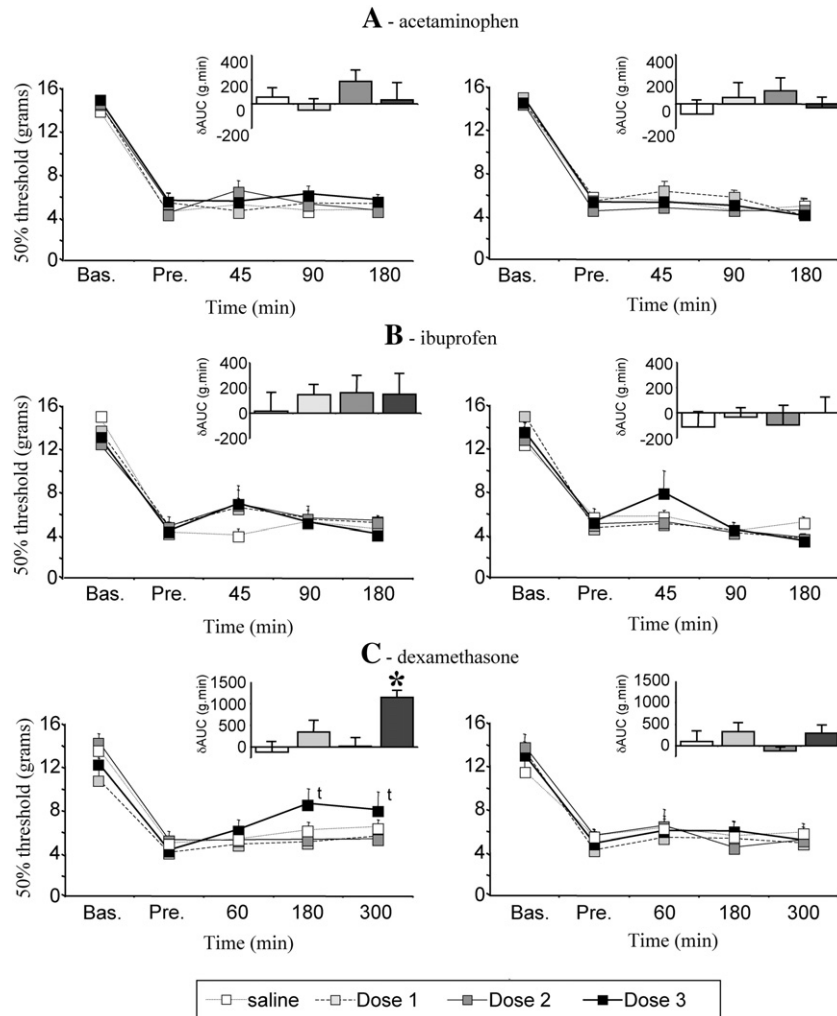 A - acetaminophen
400
200
0
-200
δAUC (g.min)
16
12
8
4
0
50% threshold (grams)
Bas. Pre. 45 90 180
Time (min)
400
200
0
-200
δAUC (g.min)
16
12
8
4
0
Bas. Pre. 45 90 180
Time (min)
B - ibuprofen
400
200
0
-200
δAUC (g.min)
16
12
8
4
0
50% threshold (grams)
Bas. Pre. 45 90 180
Time (min)
400
200
0
-200
δAUC (g.min)
16
12
8
4
0
Bas. Pre. 45 90 180
Time (min)
C - dexamethasone
1500
1000
500
0
δAUC (g.min)
*
16
12
8
4
0
50% threshold (grams)
t t
Bas. Pre. 60 180 300
Time (min)
1500
1000
500
0
δAUC (g.min)
16
12
8
4
0
Bas. Pre. 60 180 300
Time (min)
saline Dose 1 Dose 2 Dose 3